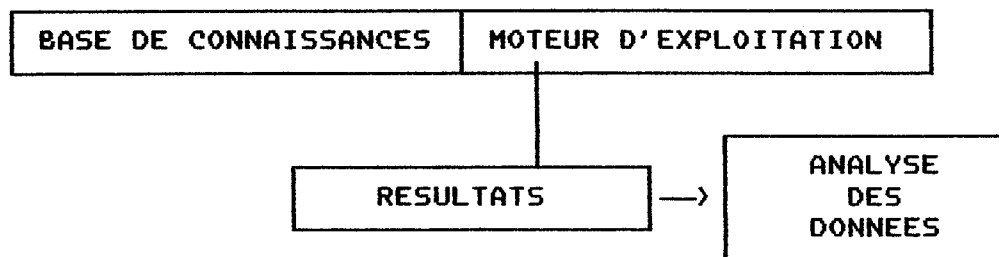 BASE DE CONNAISSANCES MOTEUR D'EXPLOITATION
RESULTATS
ANALYSE
DES
DONNEES